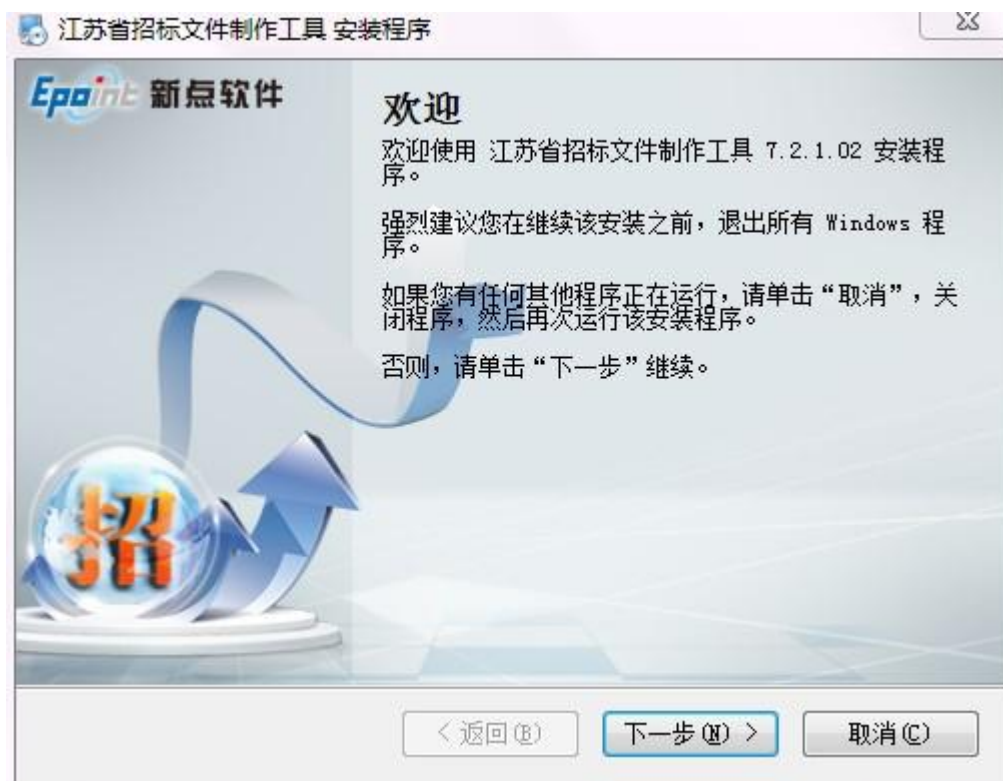 江苏省招标文件制作工具 安装程序
Epoint 新点软件
欢迎
欢迎使用 江苏省招标文件制作工具 7.2.1.02 安装程
序。
强烈建议您在继续该安装之前，退出所有 Windows 程
序。
如果您有任何其他程序正在运行，请单击“取消”，关
闭程序，然后再次运行该安装程序。
否则，请单击“下一步”继续。
招
< 返回(B)
下一步(N) >
取消(C)